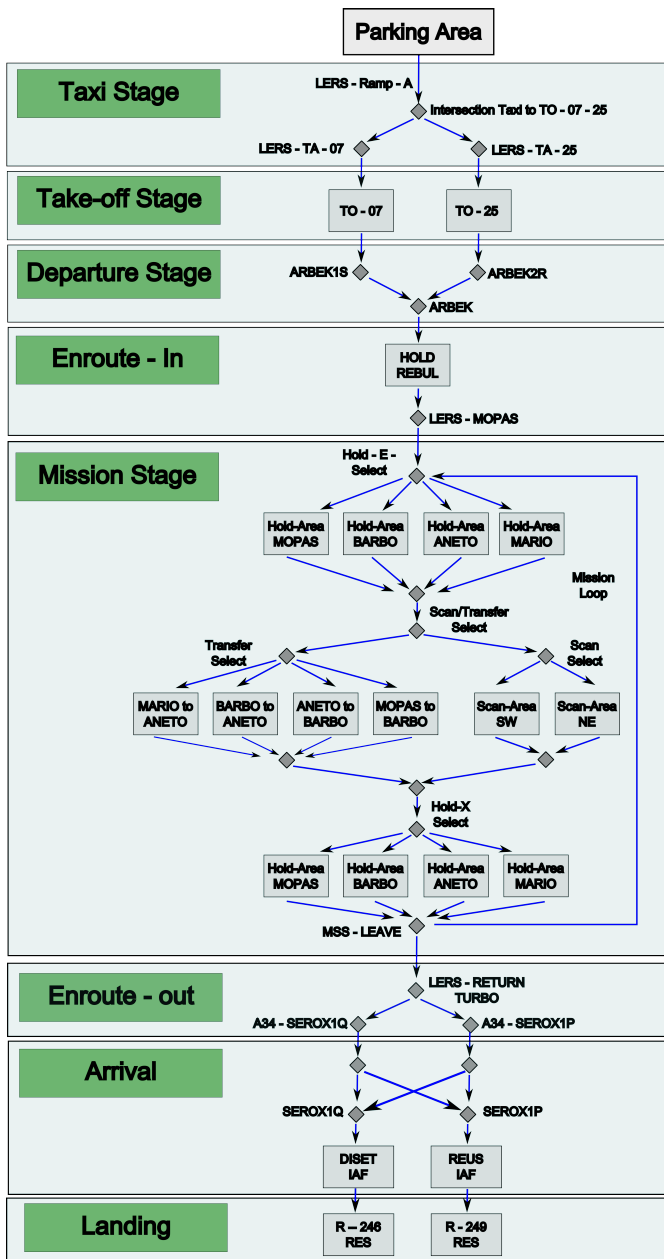 Parking Area
Taxi Stage
LERS - Ramp - A
Intersection Taxi to TO - 07 - 25
LERS - TA - 07
LERS - TA - 25
Take-off Stage
TO - 07
TO - 25
Departure Stage
ARBEK1S
ARBEK2R
ARBEK
Enroute - In
HOLD
REBUL
LERS - MOPAS
Mission Stage
Hold - E -
Select
Hold-Area
MOPAS
Hold-Area
BARBO
Hold-Area
ANETO
Hold-Area
MARIO
Mission
Loop
Scan/Transfer
Select
Transfer
Select
Scan
Select
MARIO to
ANETO
BARBO to
ANETO
ANETO to
BARBO
MOPAS to
BARBO
Scan-Area
SW
Scan-Area
NE
Hold-X
Select
Hold-Area
MOPAS
Hold-Area
BARBO
Hold-Area
ANETO
Hold-Area
MARIO
MSS - LEAVE
Enroute - out
LERS - RETURN
TURBO
A34 - SEROX1Q
A34 - SEROX1P
Arrival
SEROX1Q
SEROX1P
DISET
IAF
REUS
IAF
Landing
R – 246
RES
R - 249
RES